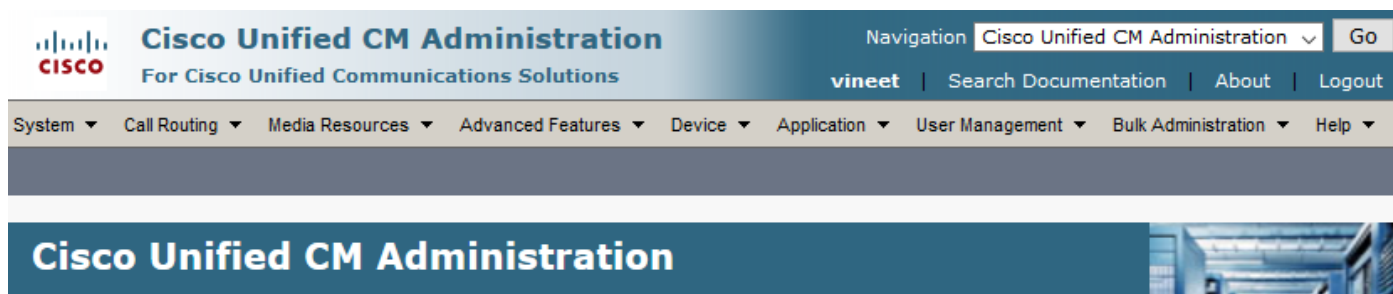 Cisco Unified CM Administration Navigation Cisco Unified CM Administration Go
CISCO For Cisco Unified Communications Solutions vineet | Search Documentation | About | Logout
System Call Routing Media Resources Advanced Features Device Application User Management Bulk Administration Help
Cisco Unified CM Administration